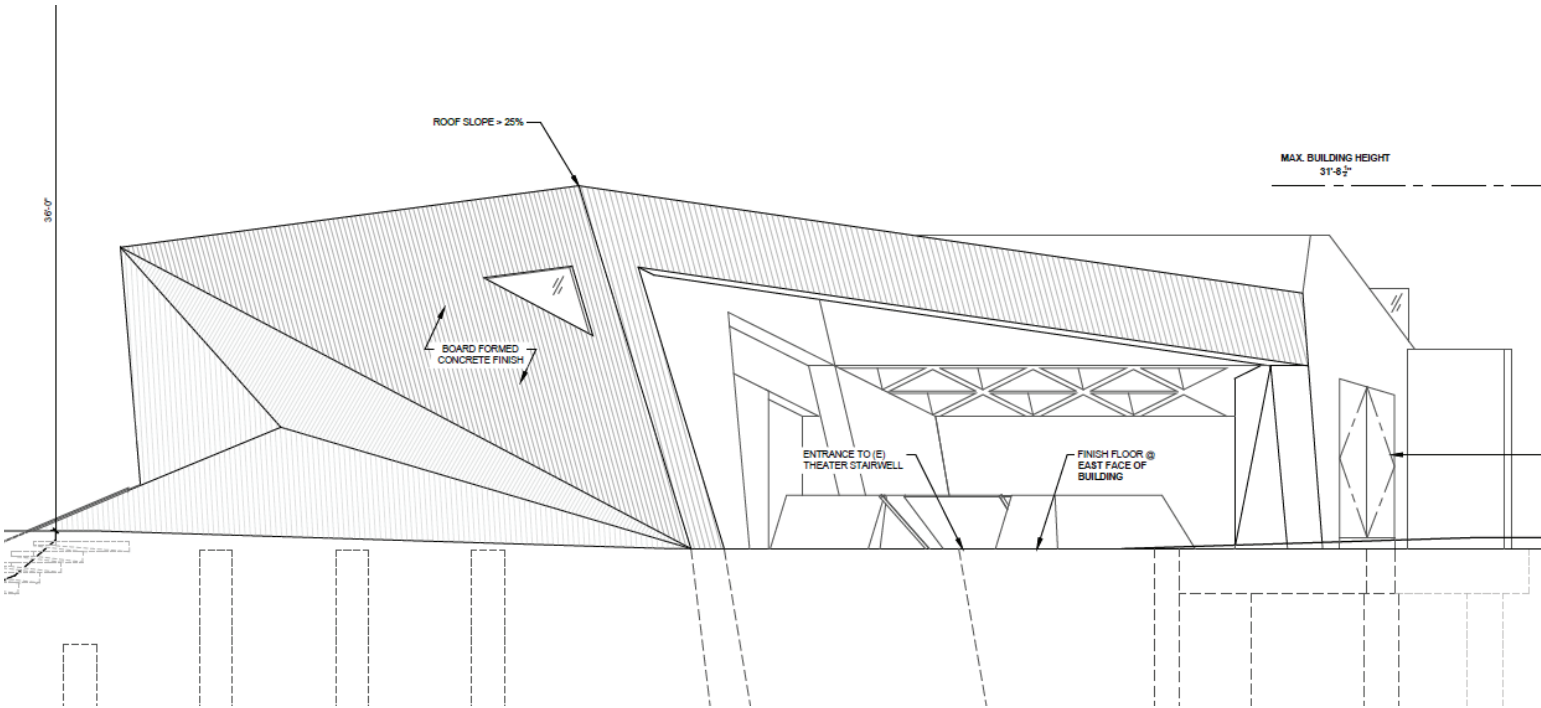 ROOF SLOPE > 25%
MAX. BUILDING HEIGHT
31'-8½"
36'-0"
BOARD FORMED
CONCRETE FINISH
ENTRANCE TO (E)
THEATER STAIRWELL
FINISH FLOOR @
EAST FACE OF
BUILDING